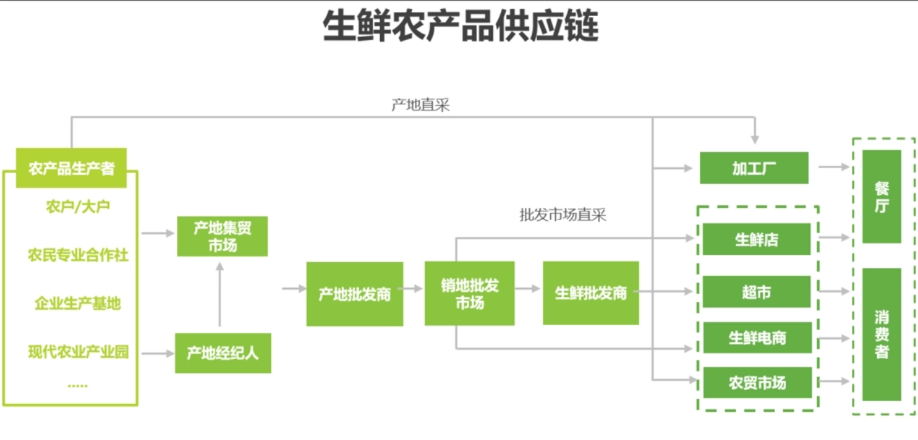 生鲜农产品供应链
产地直采
农产品生产者
农户/大户
农民专业合作社
企业生产基地
现代农业产业园
.....
产地集贸
市场
产地经纪人
产地批发商
批发市场直采
销地批发
市场
生鲜批发商
加工厂
生鲜店
超市
生鲜电商
农贸市场
餐
厅
消
费
者